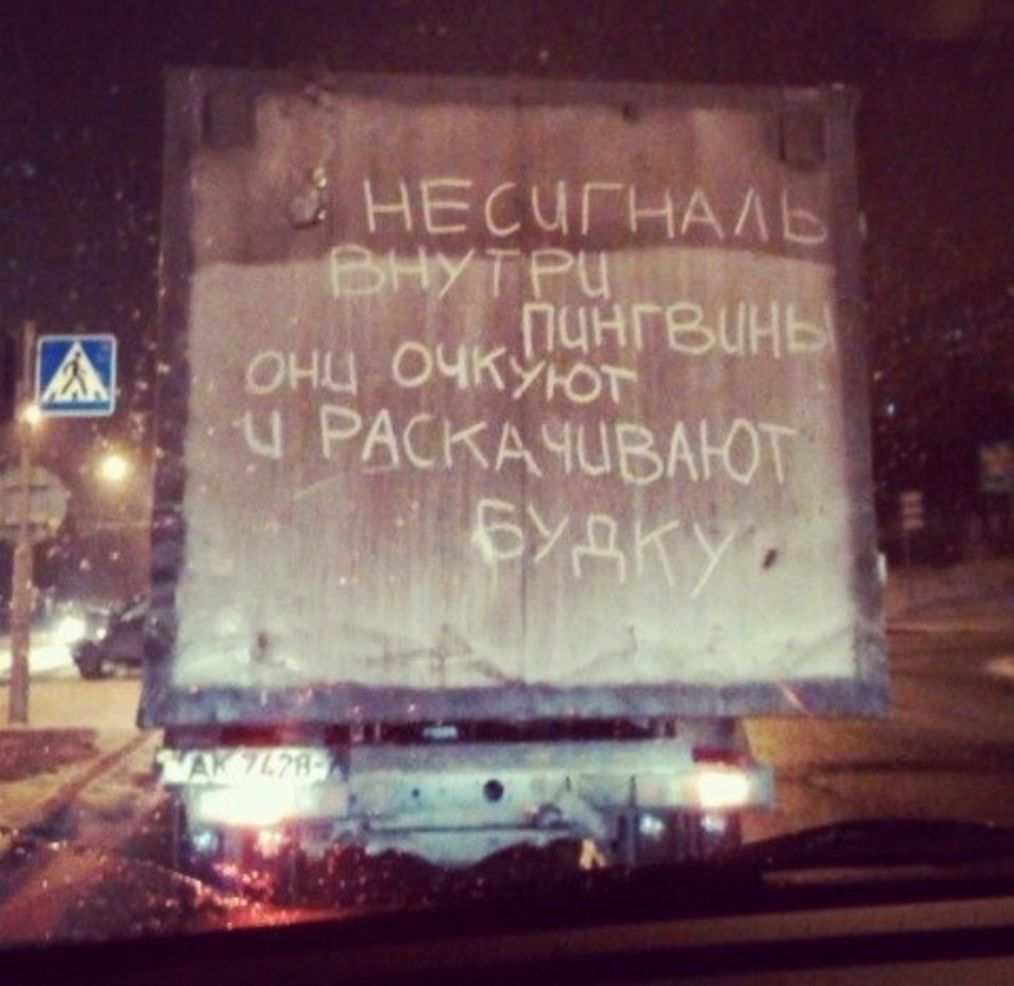 НЕСИГНАЛЬ
ВНУТРИ
ПИНГВИНЫ
ОНИ ОЧКУЮТ
И РАСКАЧИВАЮТ
БУДКУ